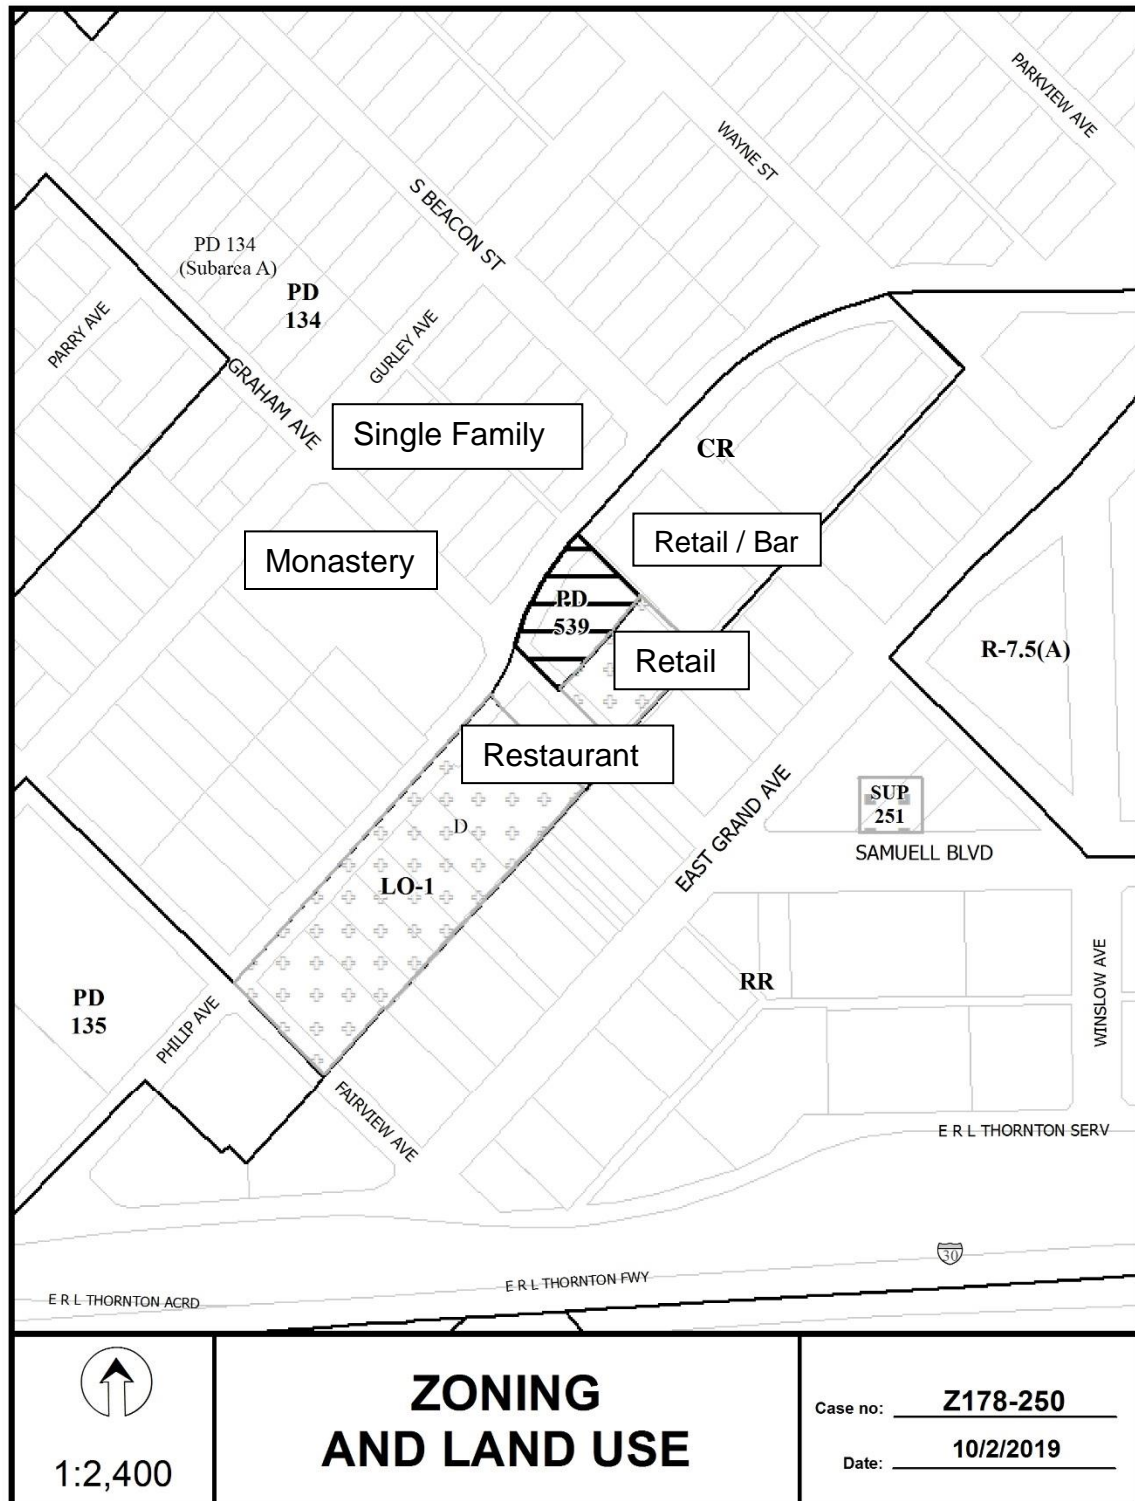 PARKVIEW AVE
WAYNE ST
S BEACON ST
PD 134
(Subarea A)
PD
134
PARRY AVE
GURLEY AVE
GRAHAM AVE
Single Family
CR
Retail / Bar
Monastery
PD
539
Retail
R-7.5(A)
Restaurant
SUP
251
EAST GRAND AVE
D
SAMUELL BLVD
LO-1
RR
WINSLOW AVE
PD
135
PHILIP AVE
FAIRVIEW AVE
E R L THORNTON SERV
30
E R L THORNTON FWY
E R L THORNTON ACRD
1:2,400
ZONING
AND LAND USE
Case no: Z178-250
Date: 10/2/2019